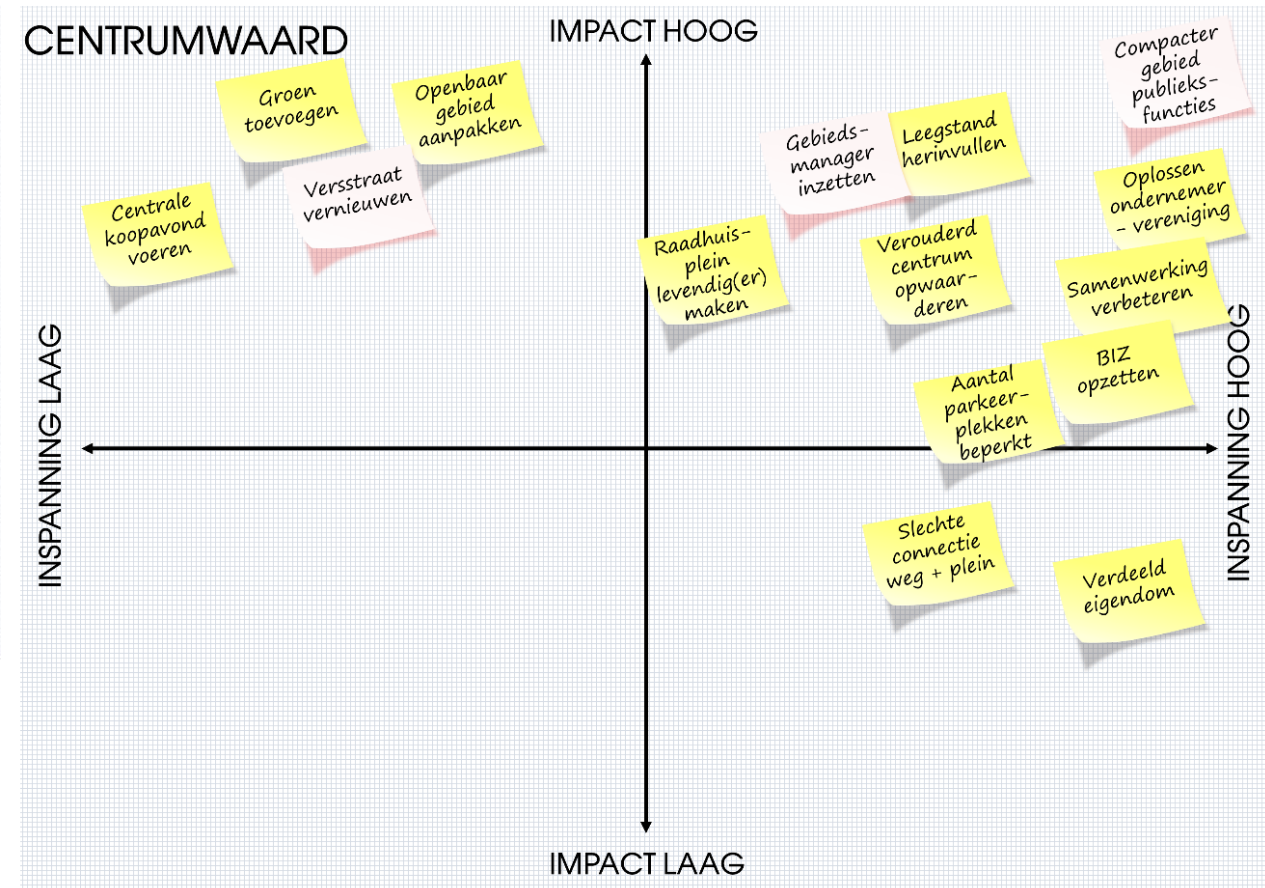 CENTRUMWAARD
IMPACT HOOG
Groen
toevoegen
Openbaar
gebied
aanpakken
Versstraat
vernieuwen
Centrale
koopavond
voeren
Compacter
gebied
publieks-
functies
Gebieds-
manager
inzetten
Leegstand
herinvullen
Oplossen
ondernemer
- vereniging
Raadhuis-
plein
levendig(er)
maken
Verouderd
centrum
opwaar-
deren
Samenwerking
verbeteren
BIZ
opzetten
Aantal
parkeer-
plekken
beperkt
INSPANNING LAAG
INSPANNING HOOG
Slechte
connectie
weg + plein
Verdeeld
eigendom
IMPACT LAAG